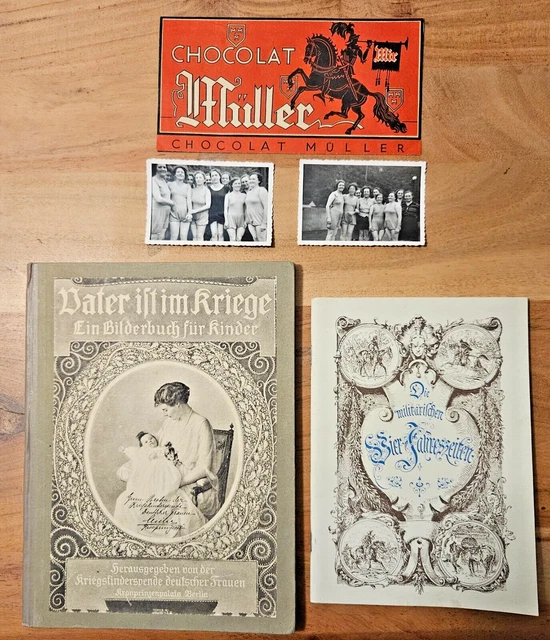 CHOCOLAT
Müller
CHOCOLAT MÜLLER
Vater ist im Kriege
Ein Bilderbuch für Kinder
Herausgegeben von der
Kriegskinderspende deutscher Frauen
Kronprinzenpalais Berlin
Die
militärischen
Vier-Jahreszeiten